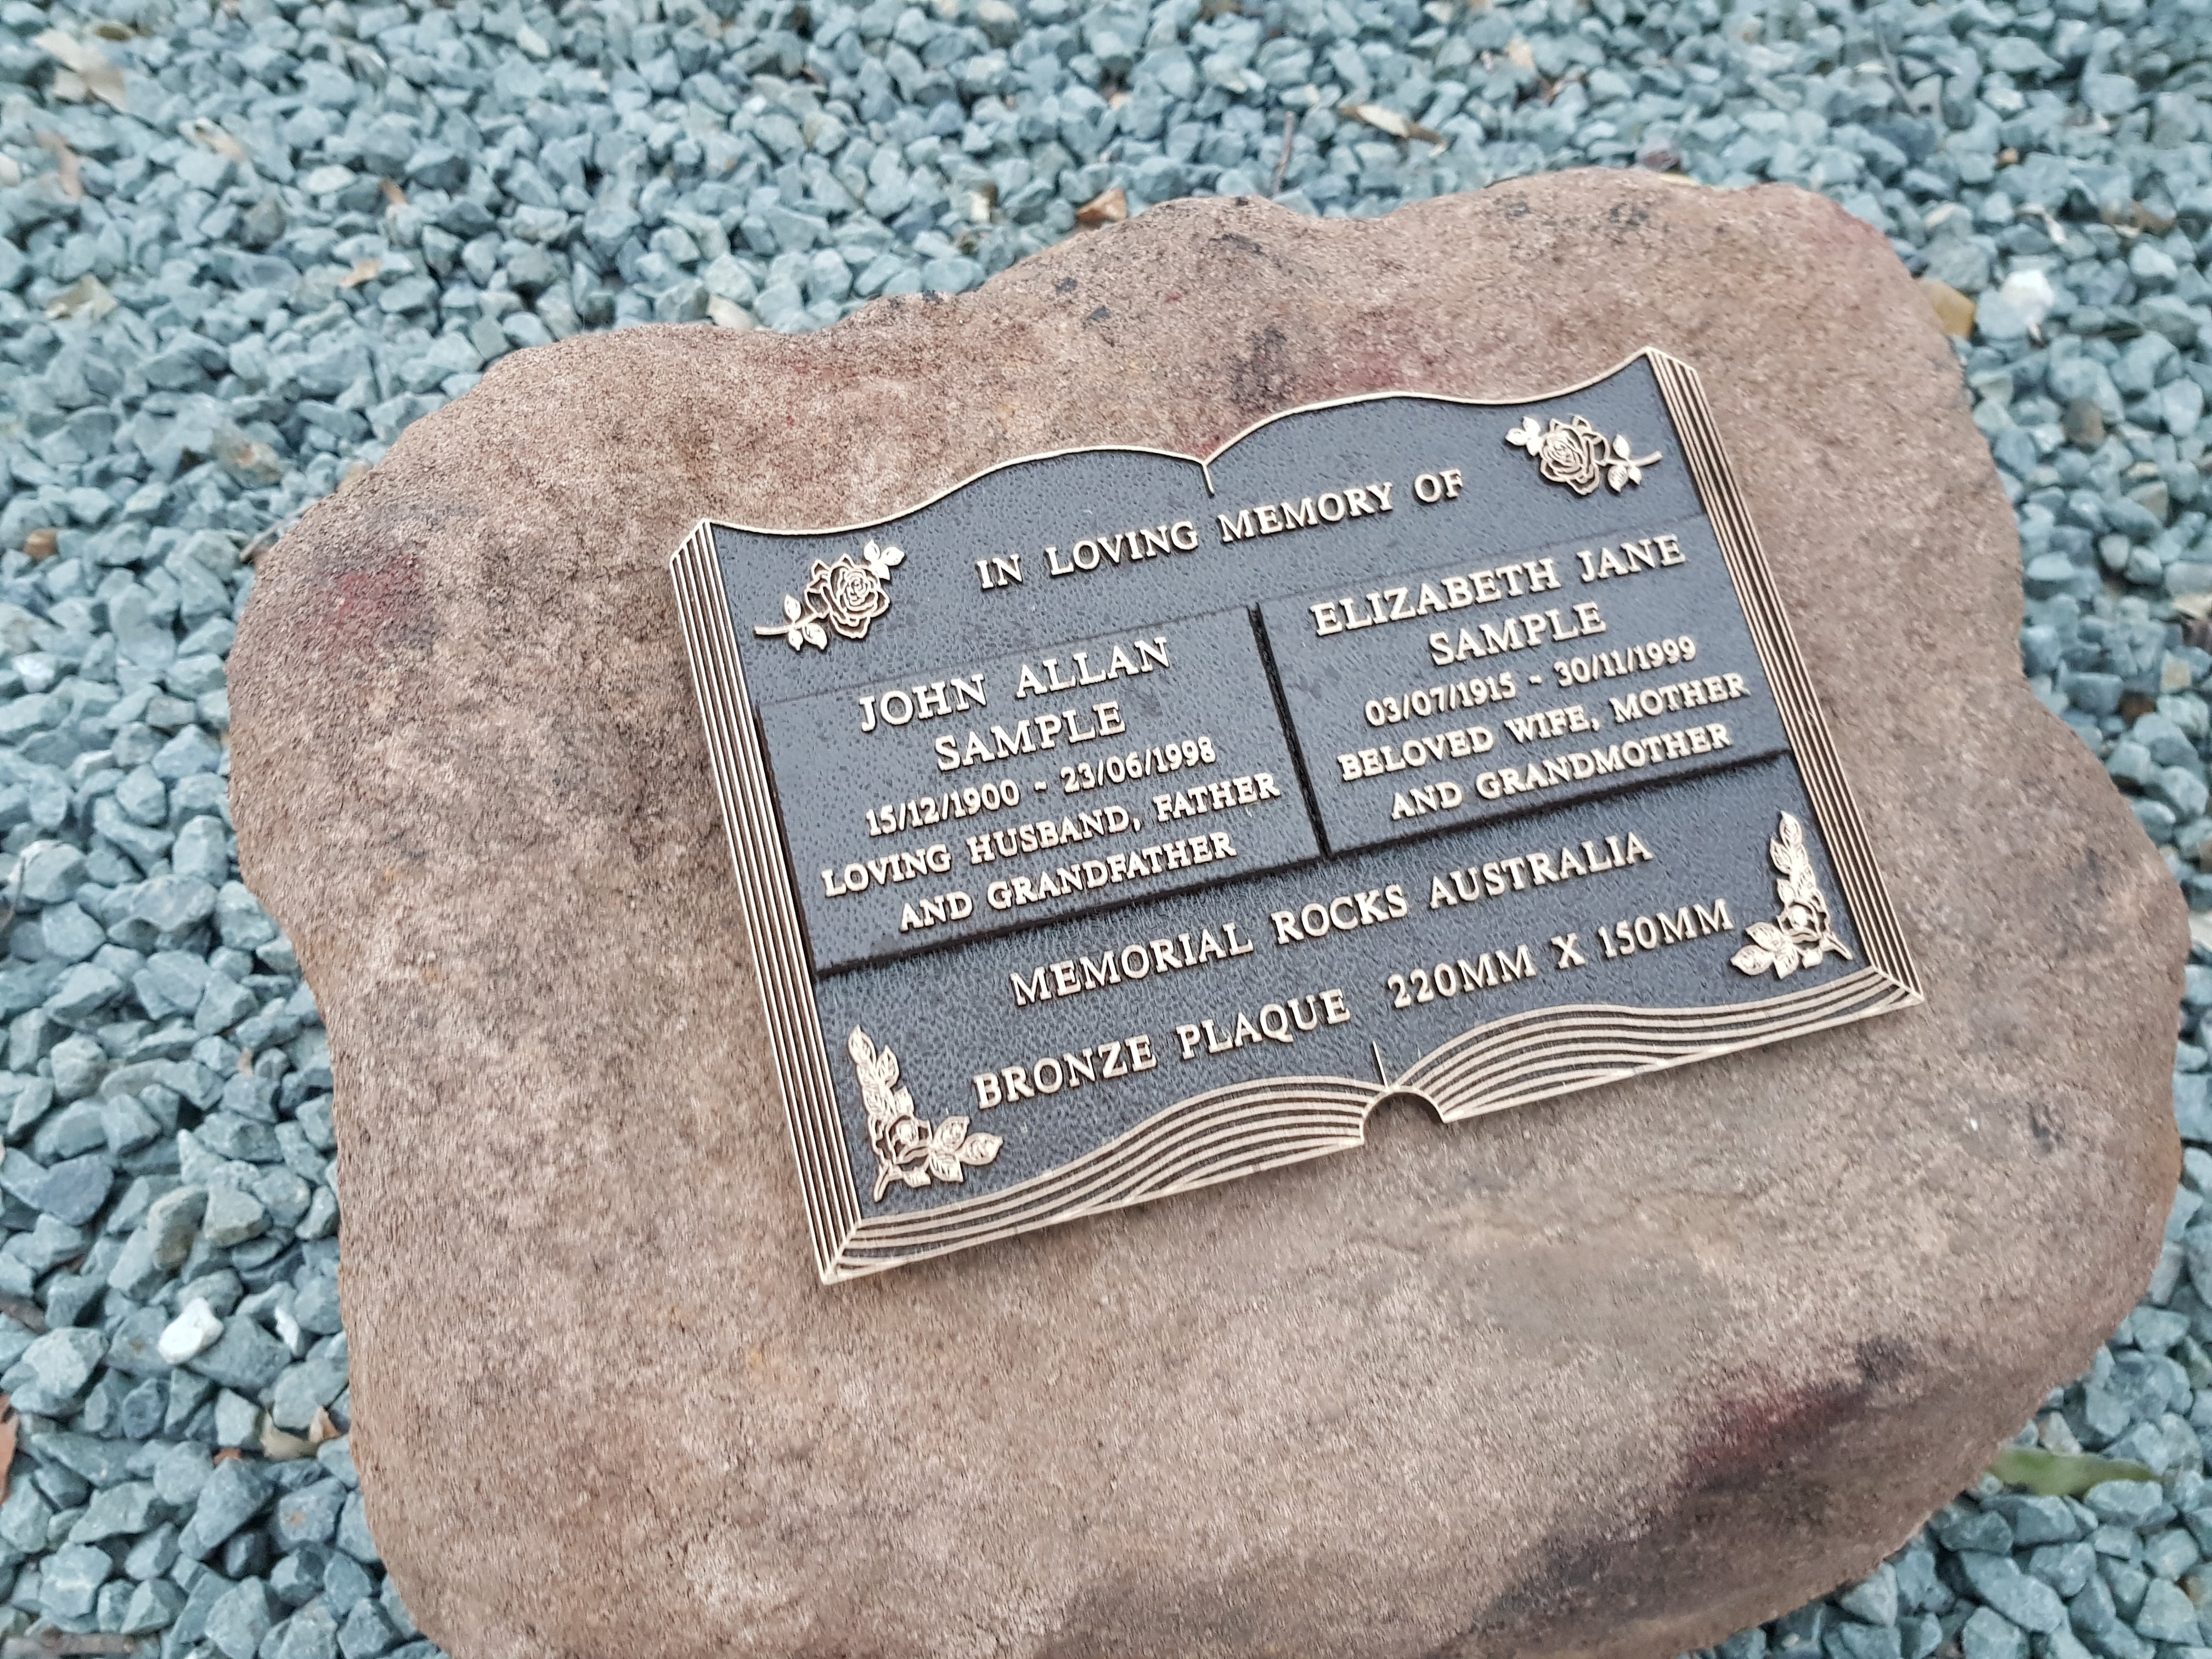 IN LOVING MEMORY OF
JOHN ALLAN
SAMPLE
15/12/1900 ~ 23/06/1998
LOVING HUSBAND, FATHER
AND GRANDFATHER
ELIZABETH JANE
SAMPLE
03/07/1915 ~ 30/11/1999
BELOVED WIFE, MOTHER
AND GRANDMOTHER
MEMORIAL ROCKS AUSTRALIA
BRONZE PLAQUE 220MM X 150MM